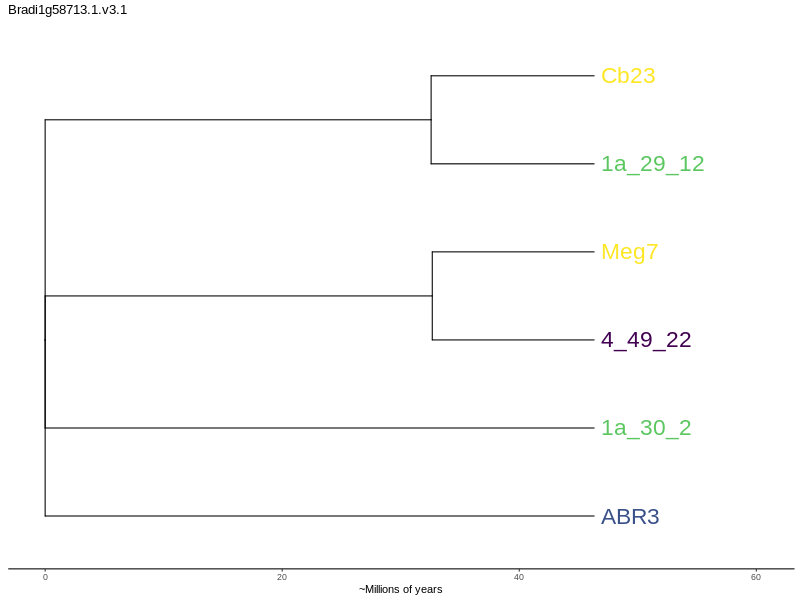 Bradi1g58713.1.v3.1
Cb23
1a_29_12
Meg7
4_49_22
1a_30_2
ABR3
0 20 40 60
~Millions of years